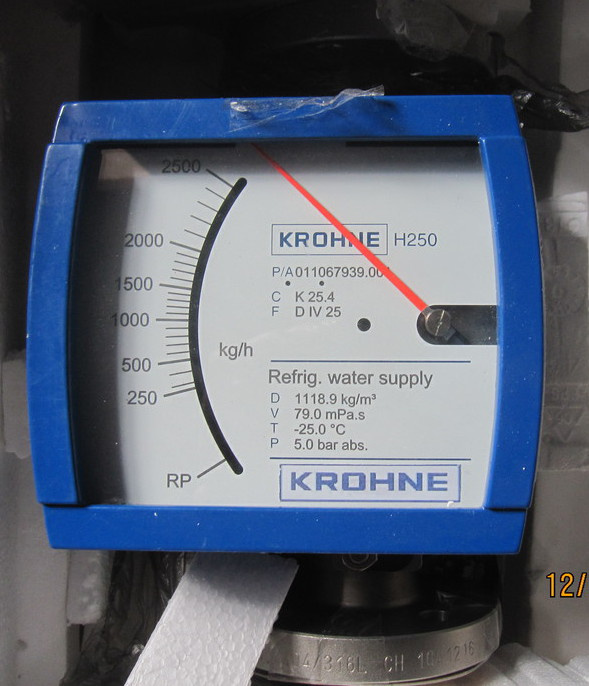 2500
2000
1500
1000
500
250
RP
kg/h
KROHNE H250
P/A 011067939.001
C K 25.4
F D IV 25
Refrig. water supply
D 1118.9 kg/m³
V 79.0 mPa.s
T -25.0 °C
P 5.0 bar abs.
KROHNE
12/